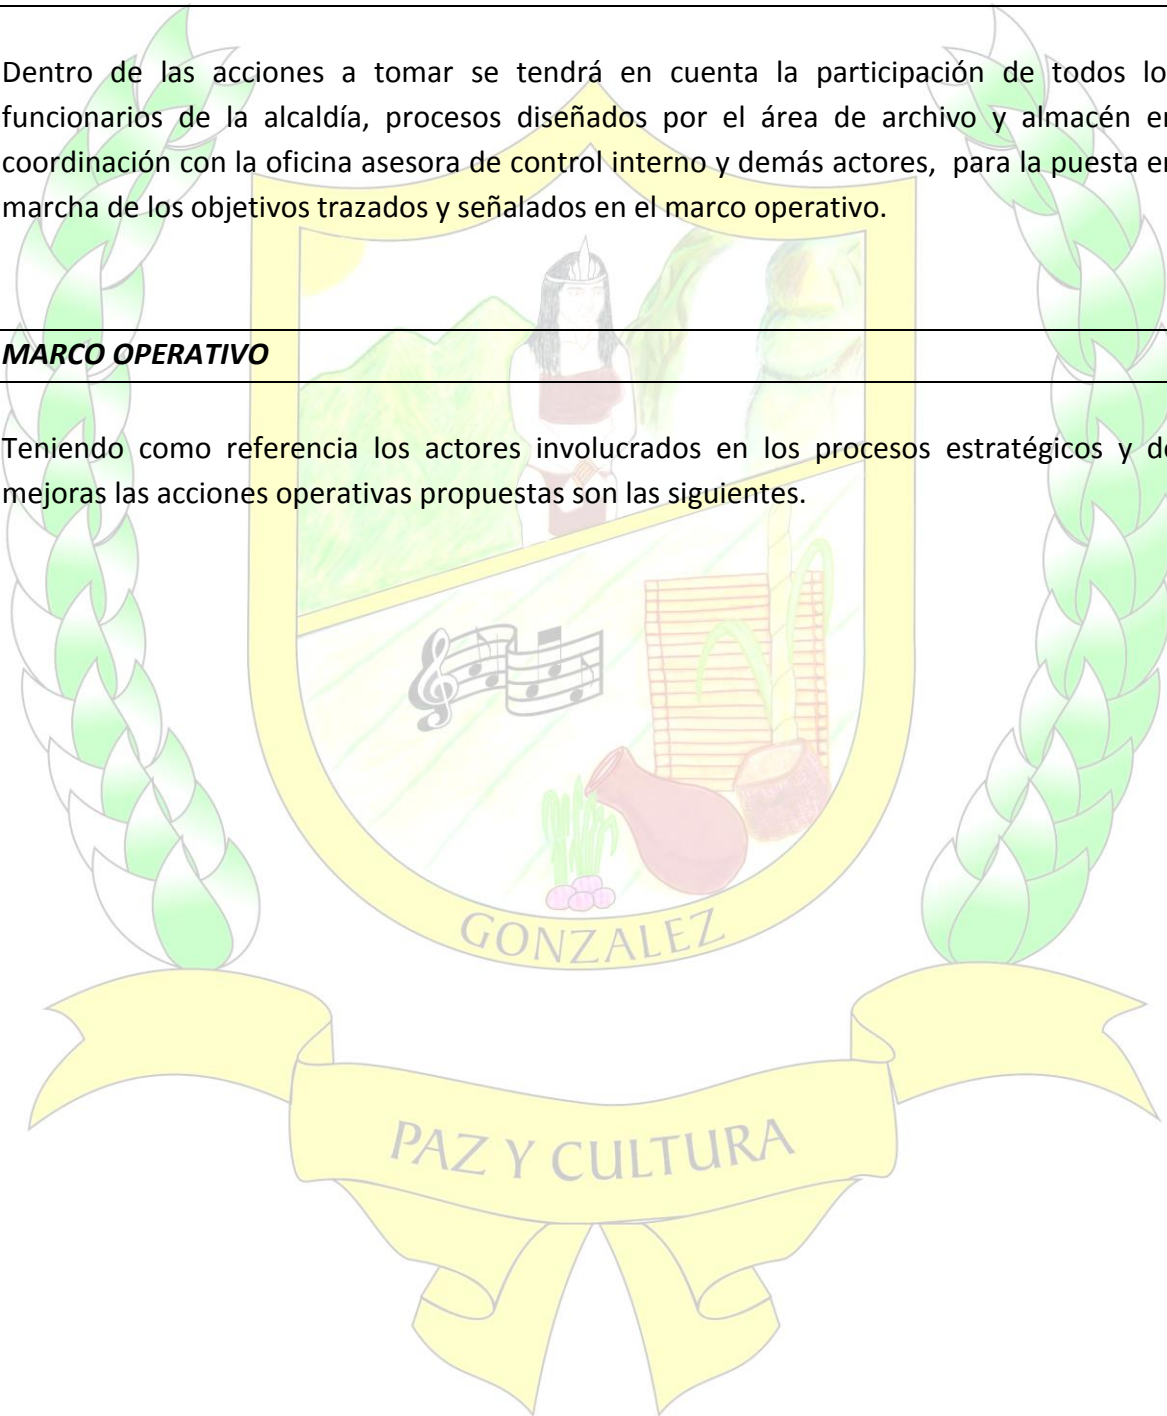 Dentro de las acciones a tomar se tendrá en cuenta la participación de todos lo
funcionarios de la alcaldía, procesos diseñados por el área de archivo y almacén en
coordinación con la oficina asesora de control interno y demás actores, para la puesta en
marcha de los objetivos trazados y señalados en el marco operativo.
MARCO OPERATIVO
Teniendo como referencia los actores involucrados en los procesos estratégicos y de
mejoras las acciones operativas propuestas son las siguientes.
GONZALEZ
PAZ Y CULTURA